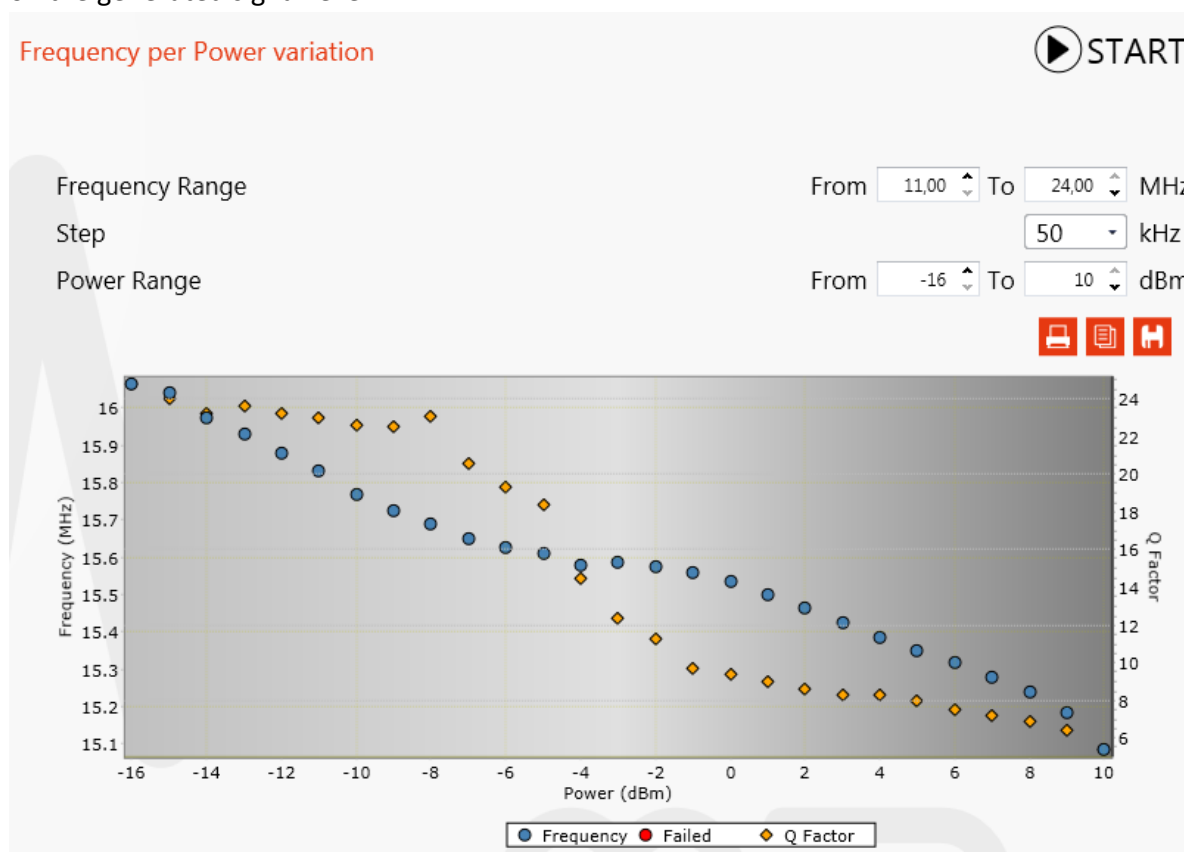 Frequency per Power variation
START
Frequency Range From 11,00 To 24,00 MHz
Step 50 kHz
Power Range From -16 To 10 dBm
16
15.9
15.8
15.7
15.6
15.5
15.4
15.3
15.2
15.1
Frequency (MHz)
24
22
20
18
16
14
12
10
8
6
Q Factor
-16 -14 -12 -10 -8 -6 -4 -2 0 2 4 6 8 10
Power (dBm)
Frequency Failed Q Factor